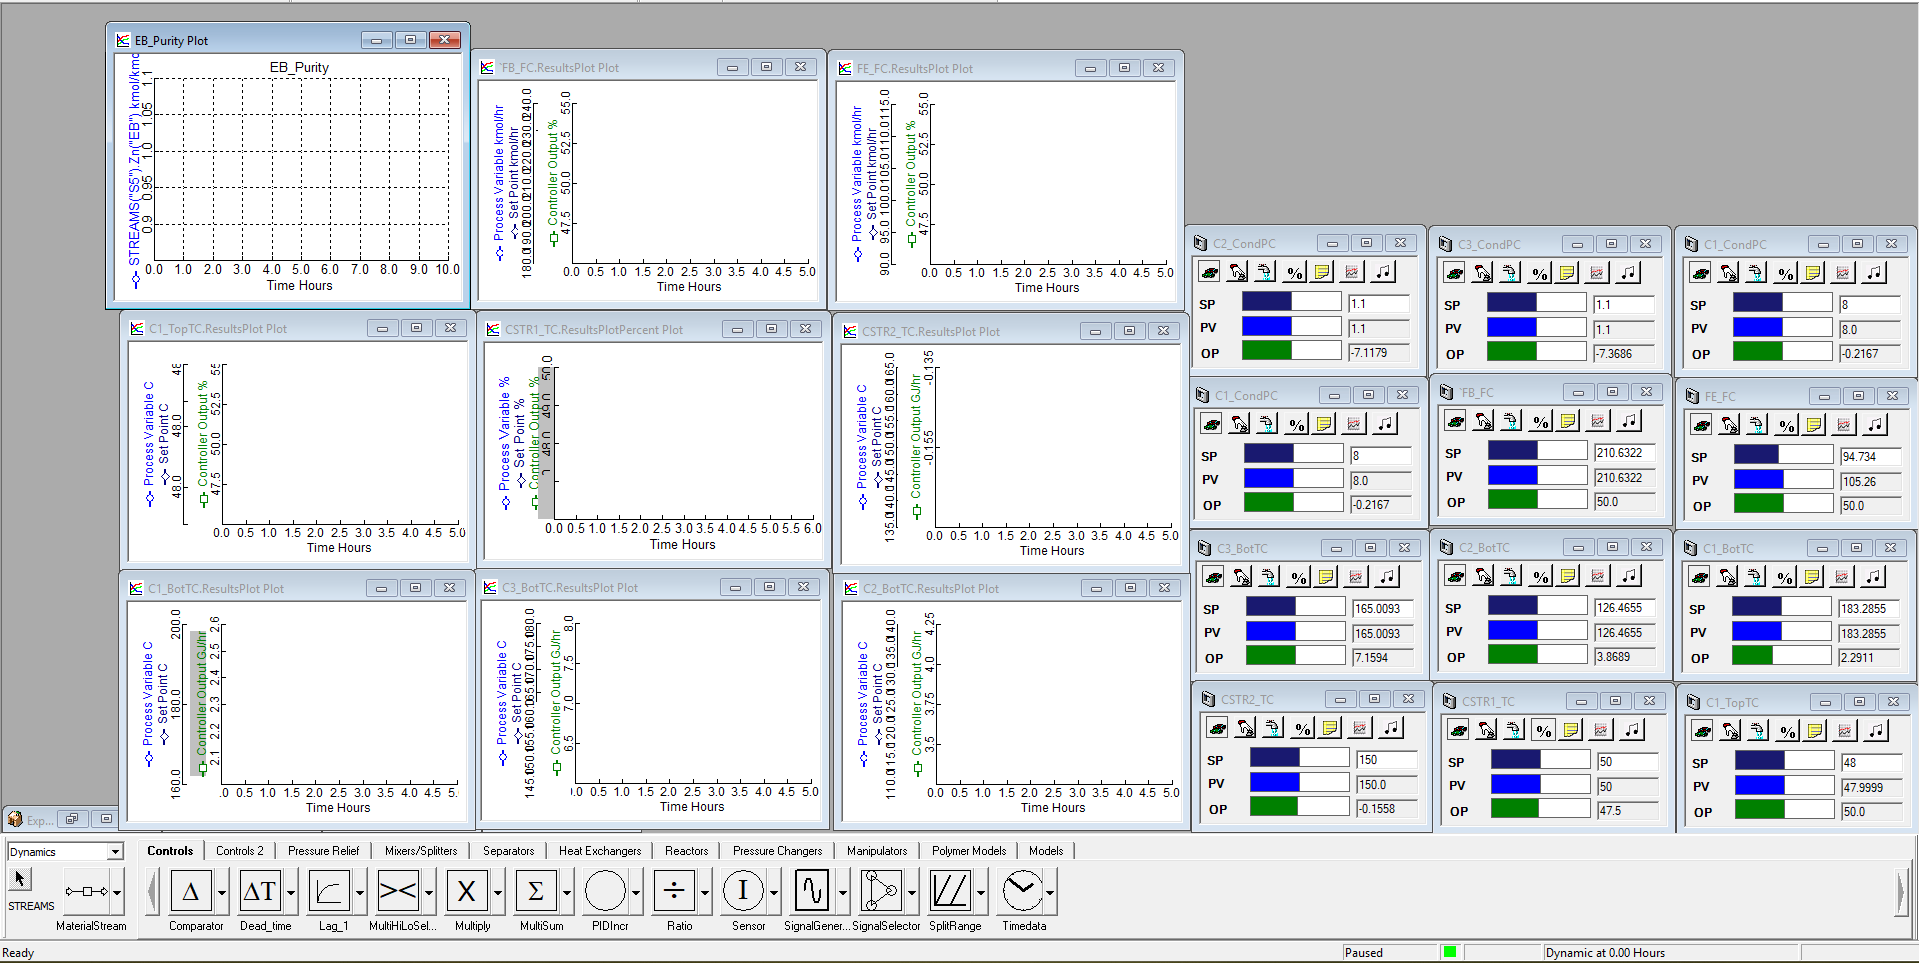 EB_Purity Plot
EB_Purity
STREAMS("S5").Zn("EB") kmol/kmo
0.9 0.95 1.0 1.05 1.1
0.0 1.0 2.0 3.0 4.0 5.0 6.0 7.0 8.0 9.0 10.0
Time Hours
"FB_FC.ResultsPlot Plot
Process Variable kmol/hr
Set Point kmol/hr
180.0 190.0 200.0 210.0 220.0 230.0 240.0
Controller Output %
47.5 50.0 52.5 55.0
0.0 0.5 1.0 1.5 2.0 2.5 3.0 3.5 4.0 4.5 5.0
Time Hours
FE_FC.ResultsPlot Plot
Process Variable kmol/hr
Set Point kmol/hr
90.0 95.0 100.0 105.0 110.0 115.0
Controller Output %
47.5 50.0 52.5 55.0
0.0 0.5 1.0 1.5 2.0 2.5 3.0 3.5 4.0 4.5 5.0
Time Hours
C1_TopTC.ResultsPlot Plot
Process Variable C
Set Point C
48.0 48.0 48
Controller Output %
47.5 50.0 52.5 55
0.0 0.5 1.0 1.5 2.0 2.5 3.0 3.5 4.0 4.5 5.0
Time Hours
CSTR1_TC.ResultsPlotPercent Plot
Process Variable %
Set Point %
Controller Output %
48.0 49.0 50.0
0.0 0.5 1.0 1.5 2.0 2.5 3.0 3.5 4.0 4.5 5.0 5.5 6.0
Time Hours
CSTR2_TC.ResultsPlot Plot
Process Variable C
Set Point C
135.0 140.0 145.0 150.0 155.0 160.0 165.0
Controller Output GJ/hr
-0.155 -0.135
0.0 0.5 1.0 1.5 2.0 2.5 3.0 3.5 4.0 4.5 5.0
Time Hours
C1_BotTC.ResultsPlot Plot
Process Variable C
Set Point C
160.0 180.0 200.0
Controller Output GJ/hr
2.1 2.2 2.3 2.4 2.5 2.6
.0 0.5 1.0 1.5 2.0 2.5 3.0 3.5 4.0 4.5 5.0
Time Hours
C3_BotTC.ResultsPlot Plot
Process Variable C
Set Point C
145.0 150.0 155.0 160.0 165.0 170.0 175.0 180.0
Controller Output GJ/hr
6.5 7.0 7.5 8.0
0.5 1.0 1.5 2.0 2.5 3.0 3.5 4.0 4.5 5.0
Time Hours
C2_BotTC.ResultsPlot Plot
Process Variable C
Set Point C
110.0 115.0 120.0 125.0 130.0 135.0 140.0
Controller Output GJ/hr
3.5 3.75 4.0 4.25
0.0 0.5 1.0 1.5 2.0 2.5 3.0 3.5 4.0 4.5 5.0
Time Hours
C2_CondPC
%
SP 1.1
PV 1.1
OP -7.1179
C3_CondPC
%
SP 1.1
PV 1.1
OP -7.3686
C1_CondPC
%
SP 8
PV 8.0
OP -0.2167
C1_CondPC
%
SP 8
PV 8.0
OP -0.2167
"FB_FC
%
SP 210.6322
PV 210.6322
OP 50.0
FE_FC
%
SP 94.734
PV 105.26
OP 50.0
C3_BotTC
%
SP 165.0093
PV 165.0093
OP 7.1594
C2_BotTC
%
SP 126.4655
PV 126.4655
OP 3.8689
C1_BotTC
%
SP 183.2855
PV 183.2855
OP 2.2911
CSTR2_TC
%
SP 150
PV 150.0
OP -0.1558
CSTR1_TC
%
SP 50
PV 50
OP 47.5
C1_TopTC
%
SP 48
PV 47.9999
OP 50.0
Exp...
Dynamics
Controls Controls 2 Pressure Relief Mixers/Splitters Separators Heat Exchangers Reactors Pressure Changers Manipulators Polymer Models Models
Δ ΔT >< X Σ ÷ I
STREAMS
MaterialStream Comparator Dead_time Lag_1 MultiHiLoSel... Multiply MultiSum PIDIncr Ratio Sensor SignalGener... SignalSelector SplitRange Timedata
Ready Paused Dynamic at 0.00 Hours